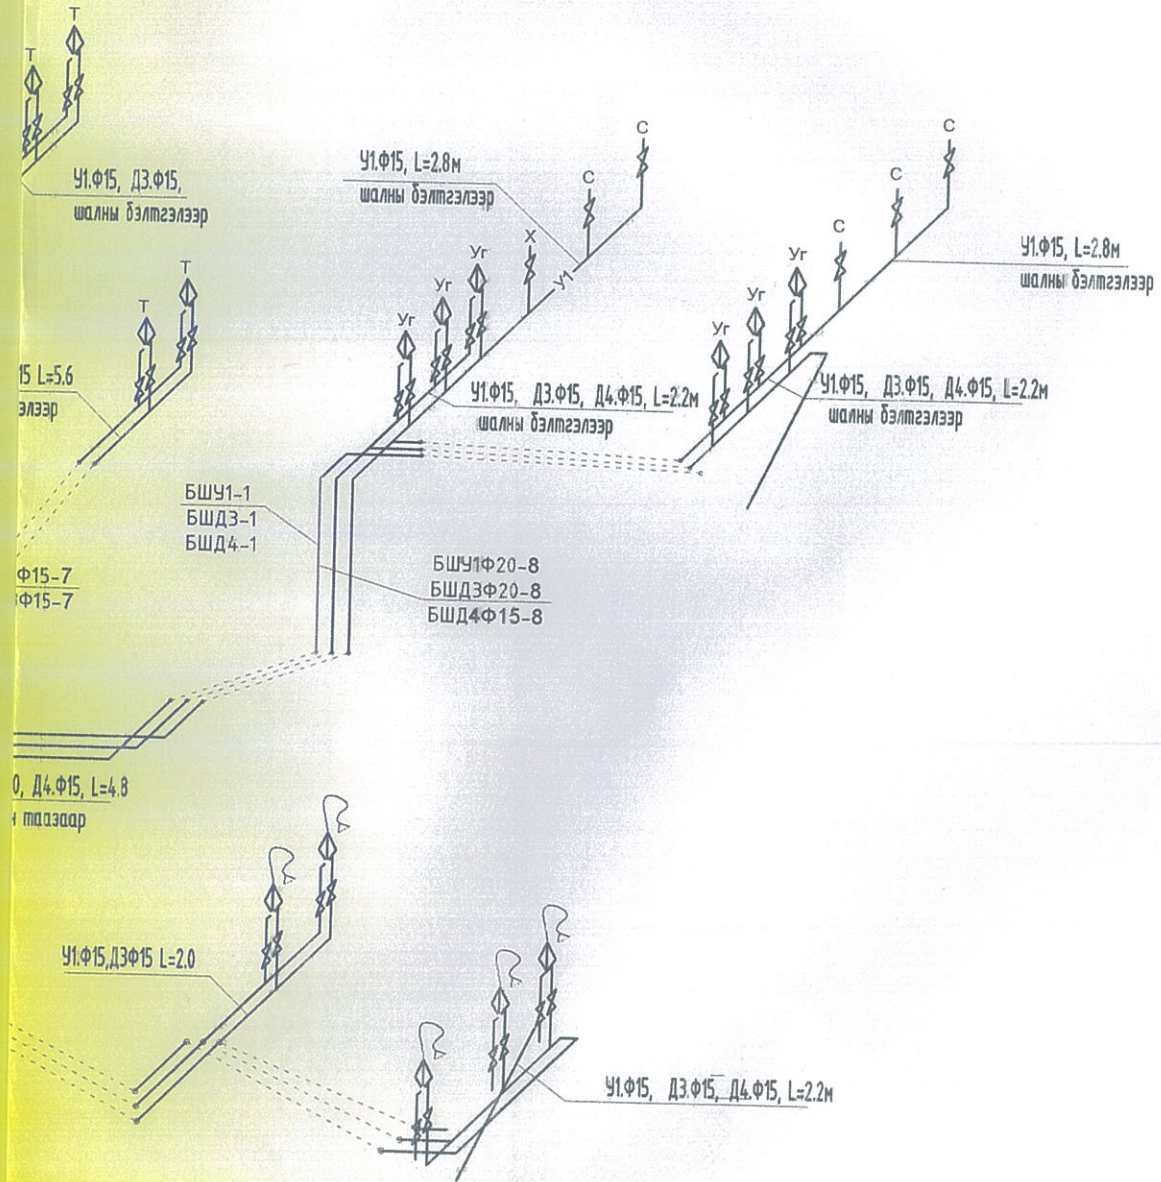 Т
Т
У1.Ф15, Д3.Ф15,
шалны бэлтгэлээр
У1.Ф15, L=2.8м
шалны бэлтгэлээр
С
С
С
С
С
Х
У1
Уг
Уг
Уг
Уг
Уг
Уг
У1.Ф15, L=2.8м
шалны бэлтгэлээр
Т
Т
15 L=5.6
элээр
У1.Ф15, Д3.Ф15, Д4.Ф15, L=2.2м
шалны бэлтгэлээр
У1.Ф15, Д3.Ф15, Д4.Ф15, L=2.2м
шалны бэлтгэлээр
БШУ1-1
БШД3-1
БШД4-1
БШУ1Ф20-8
БШД3Ф20-8
БШД4Ф15-8
Ф15-7
Ф15-7
0, Д4.Ф15, L=4.8
н таазаар
У1.Ф15,Д3Ф15 L=2.0
У1.Ф15, Д3.Ф15, Д4.Ф15, L=2.2м